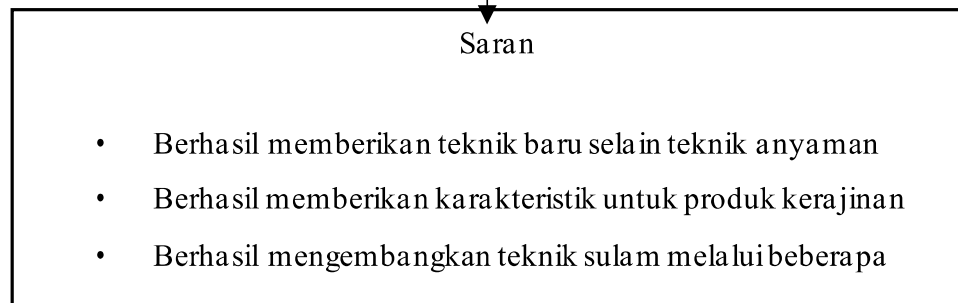 Saran
• Berhasil memberikan teknik baru selain teknik anyaman
• Berhasil memberikan karakteristik untuk produk kerajinan
• Berhasil mengembangkan teknik sulam melalui beberapa